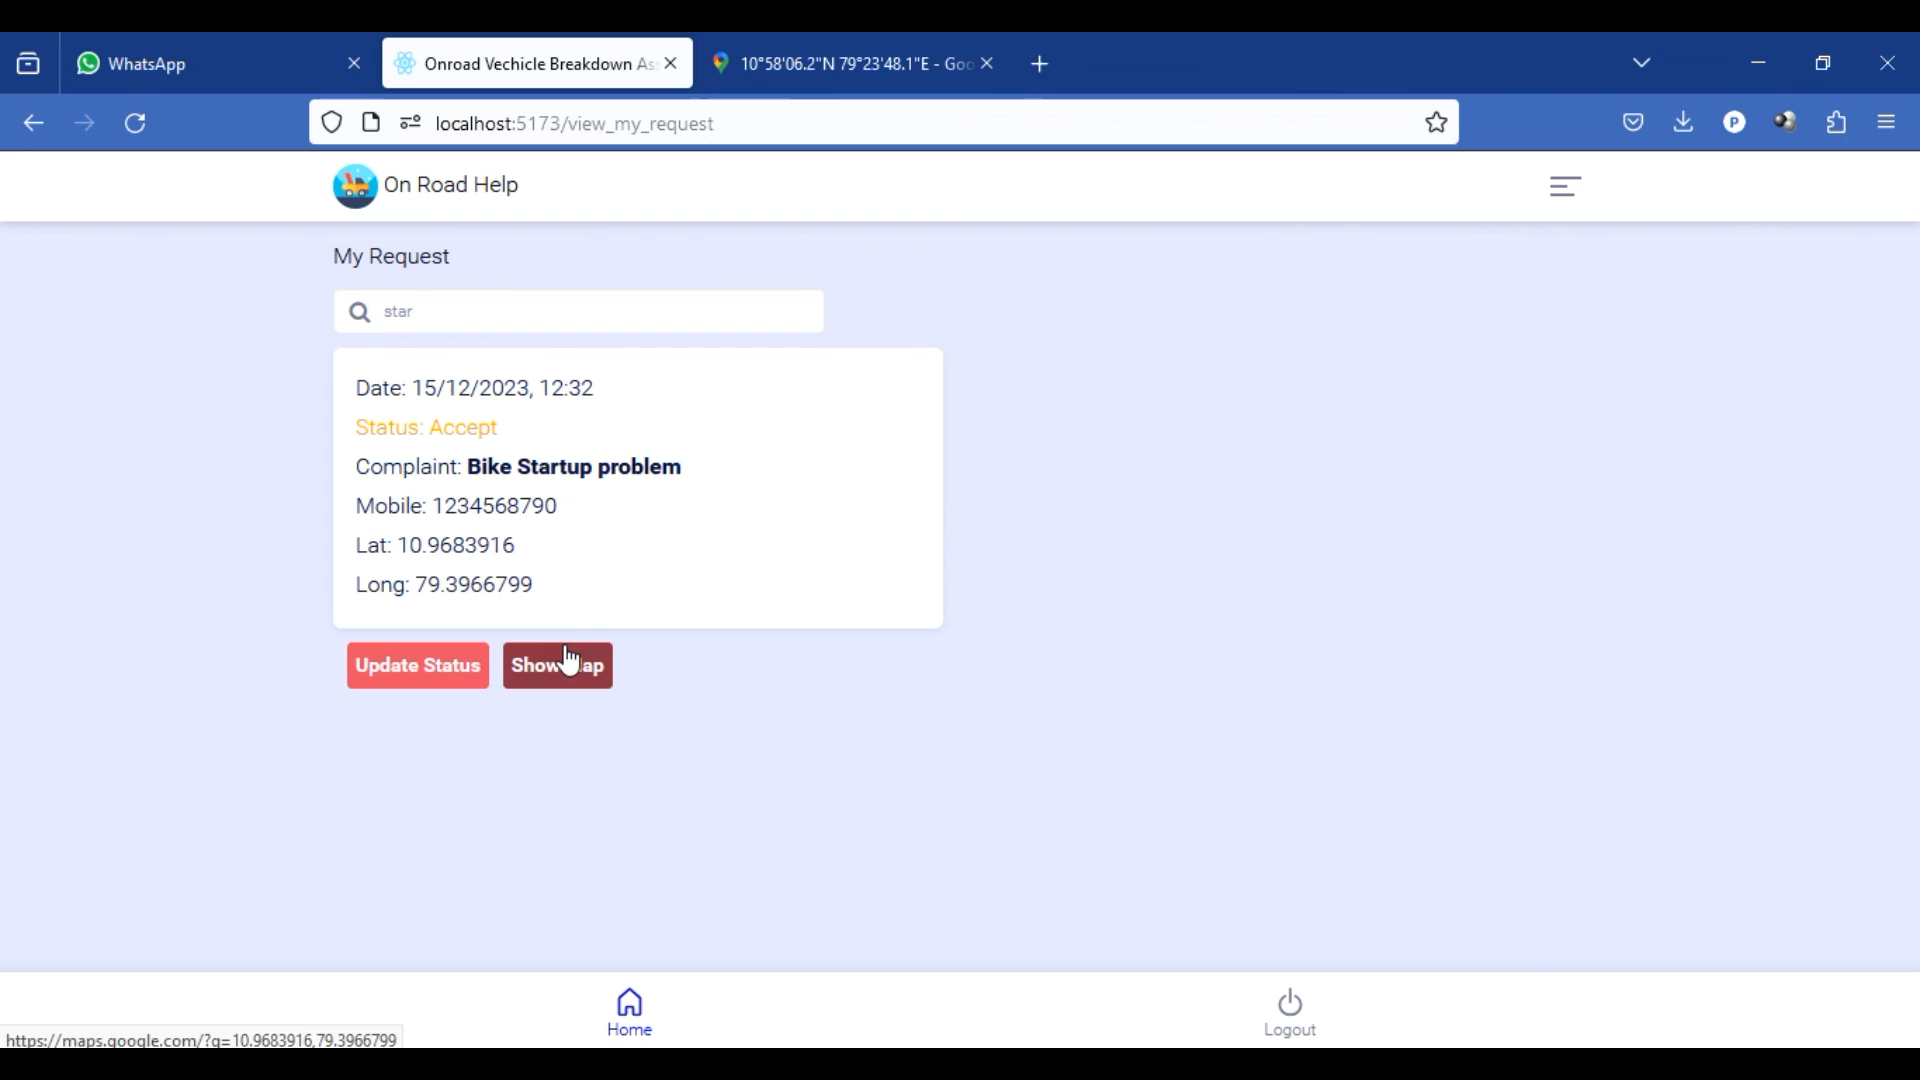 WhatsApp
Onroad Vechicle Breakdown As
10°58'06.2"N 79°23'48.1"E - Goo
localhost:5173/view_my_request
On Road Help
My Request
star
Date: 15/12/2023, 12:32
Status: Accept
Complaint: Bike Startup problem
Mobile: 1234568790
Lat: 10.9683916
Long: 79.3966799
Update Status
Show ap
Home
Logout
https://maps.google.com/?q=10.9683916,79.3966799
P